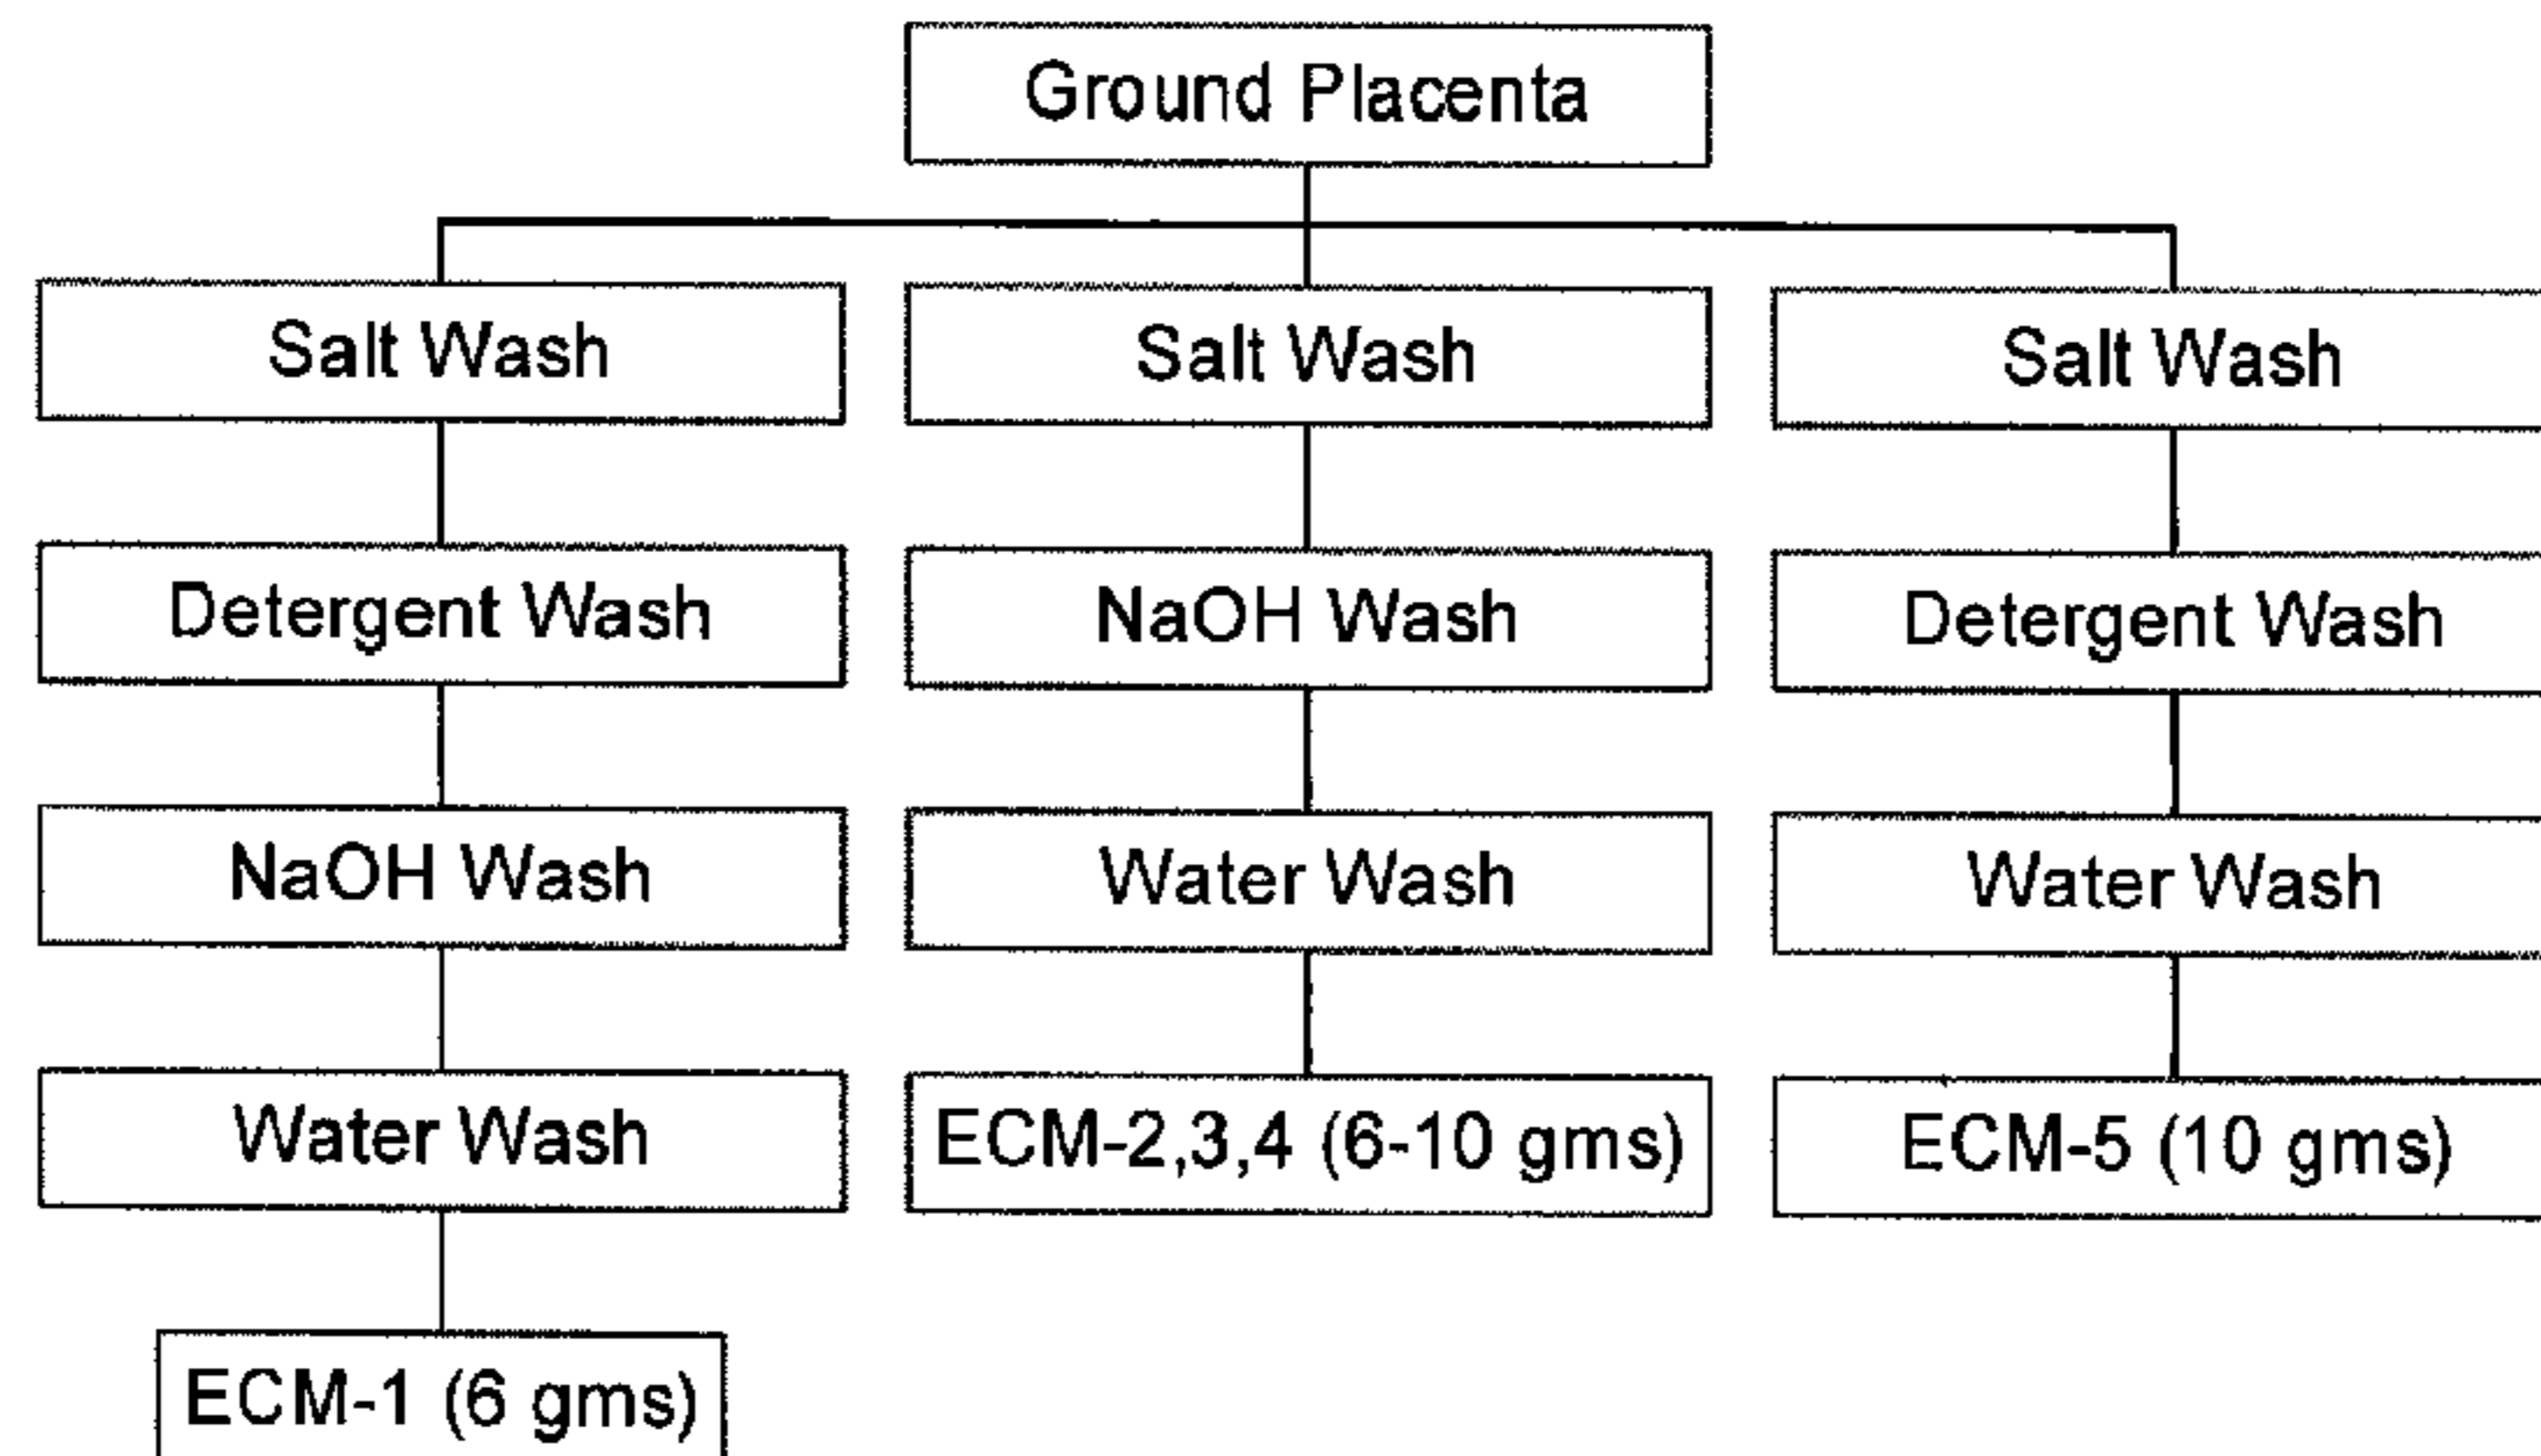 Ground Placenta
Salt Wash
Salt Wash
Salt Wash
Detergent Wash
NaOH Wash
Detergent Wash
NaOH Wash
Water Wash
Water Wash
Water Wash
ECM-2,3,4 (6-10 gms)
ECM-5 (10 gms)
ECM-1 (6 gms)